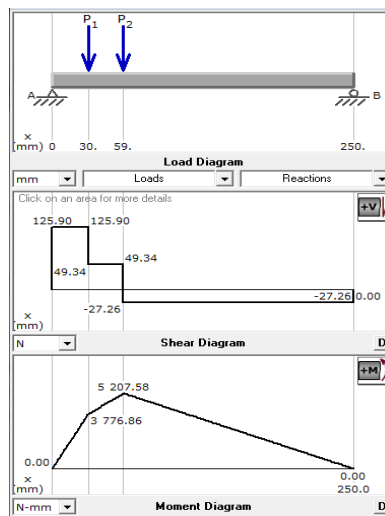 P1 P2
A B
x
(mm) 0 30. 59. 250.
Load Diagram
mm Loads Reactions
Click on an area for more details
+V
125.90 125.90
49.34
49.34
-27.26 0.00
-27.26
x
(mm)
N Shear Diagram D
+M
5 207.58
3 776.86
0.00
0.00
x 250.0
(mm)
N-mm Moment Diagram D